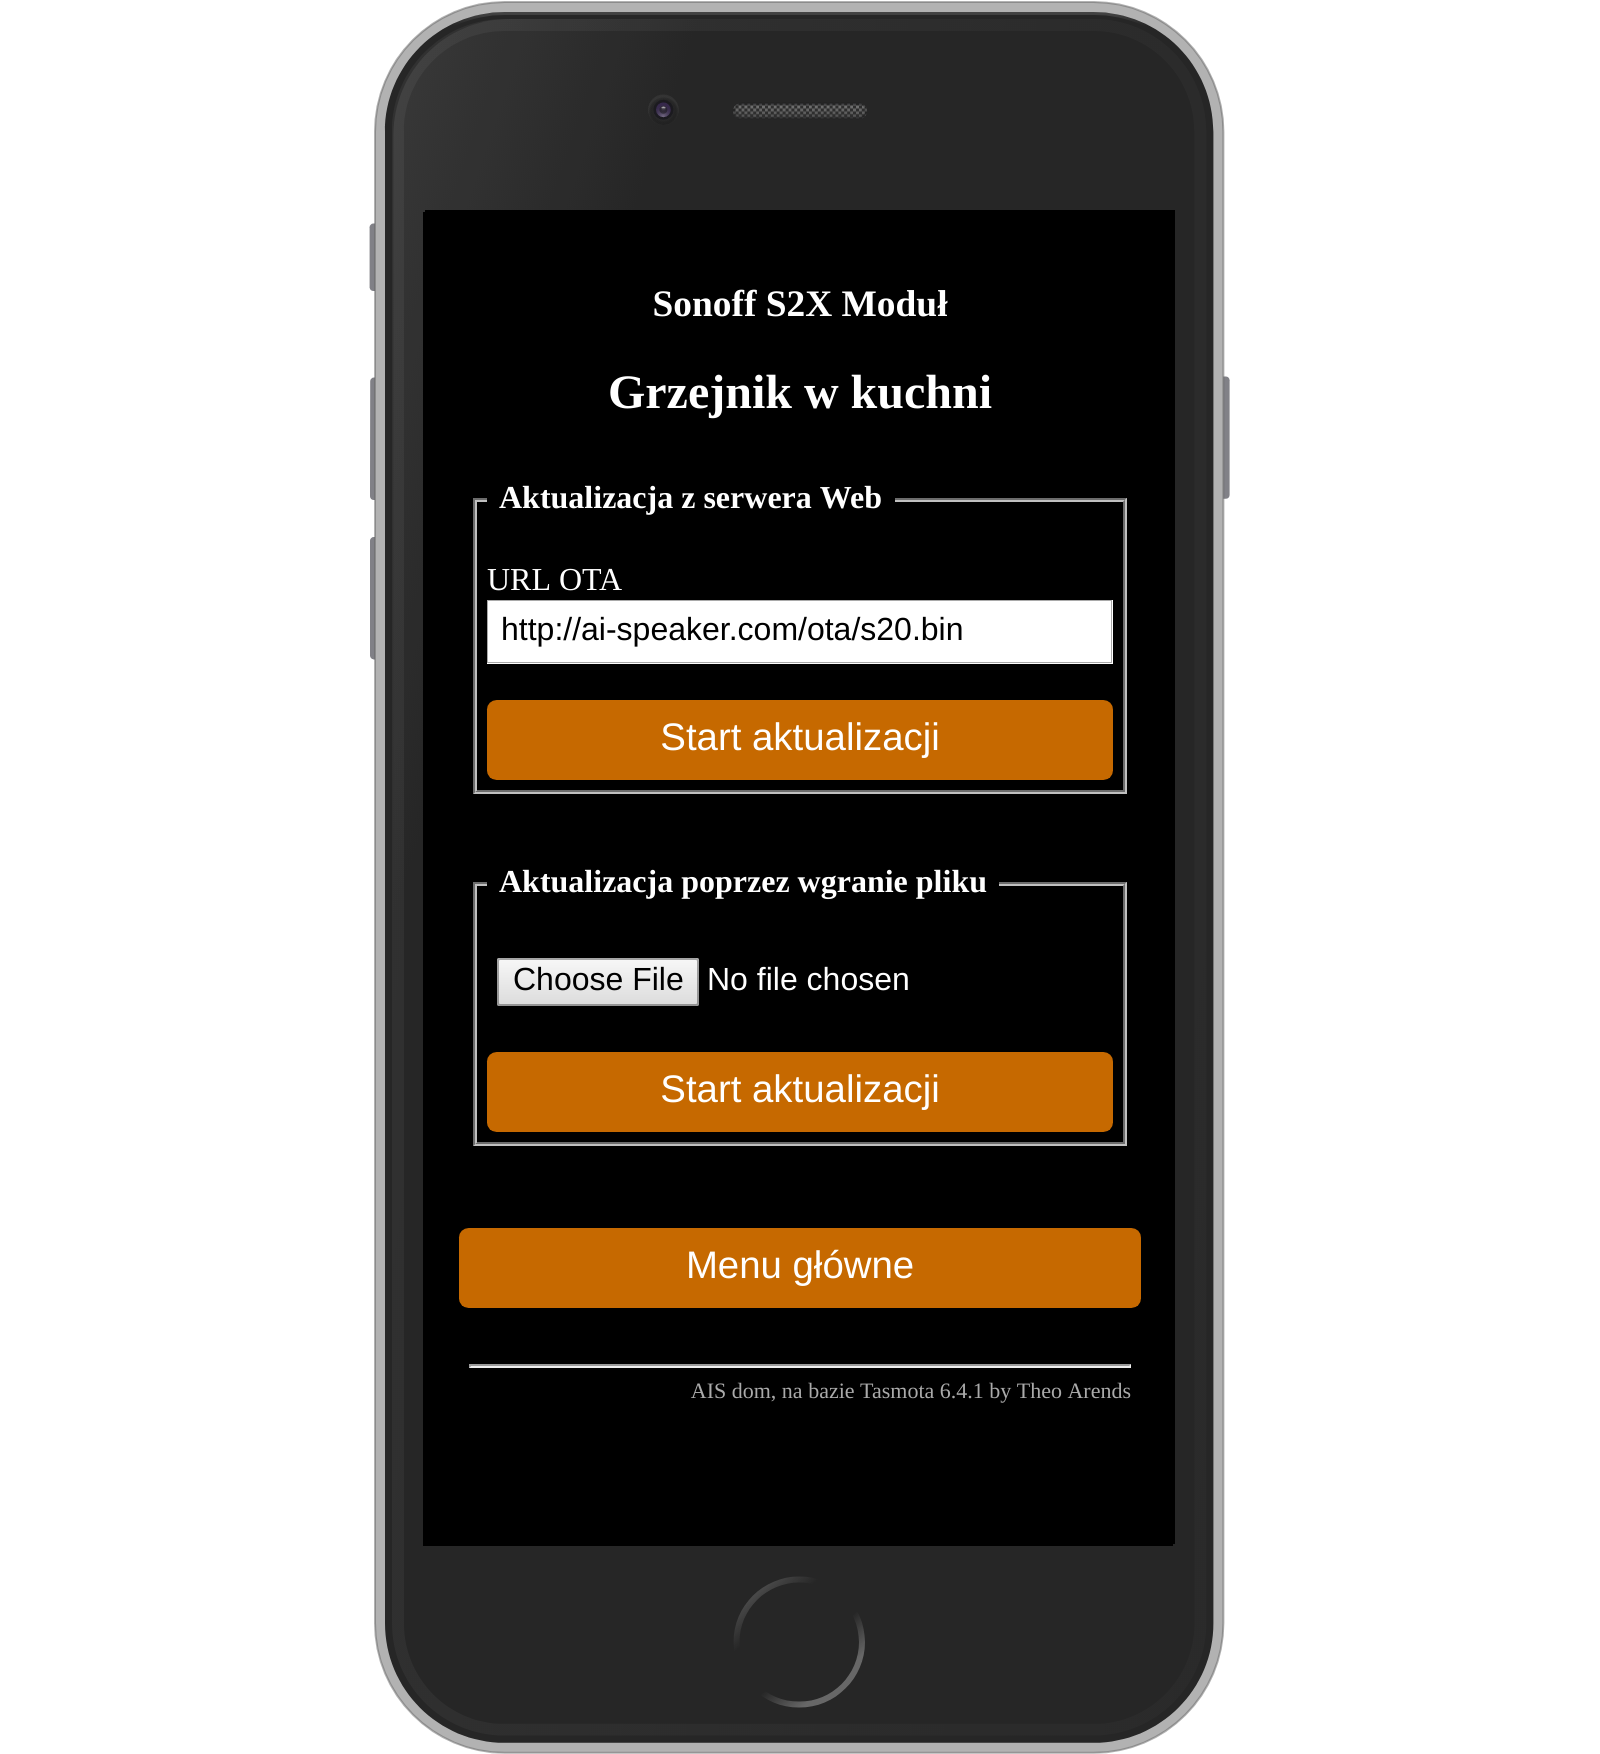 Sonoff S2X Moduł
Grzejnik w kuchni
Aktualizacja z serwera Web
URL OTA
http://ai-speaker.com/ota/s20.bin
Start aktualizacji
Aktualizacja poprzez wgranie pliku
Choose File No file chosen
Start aktualizacji
Menu główne
AIS dom, na bazie Tasmota 6.4.1 by Theo Arends